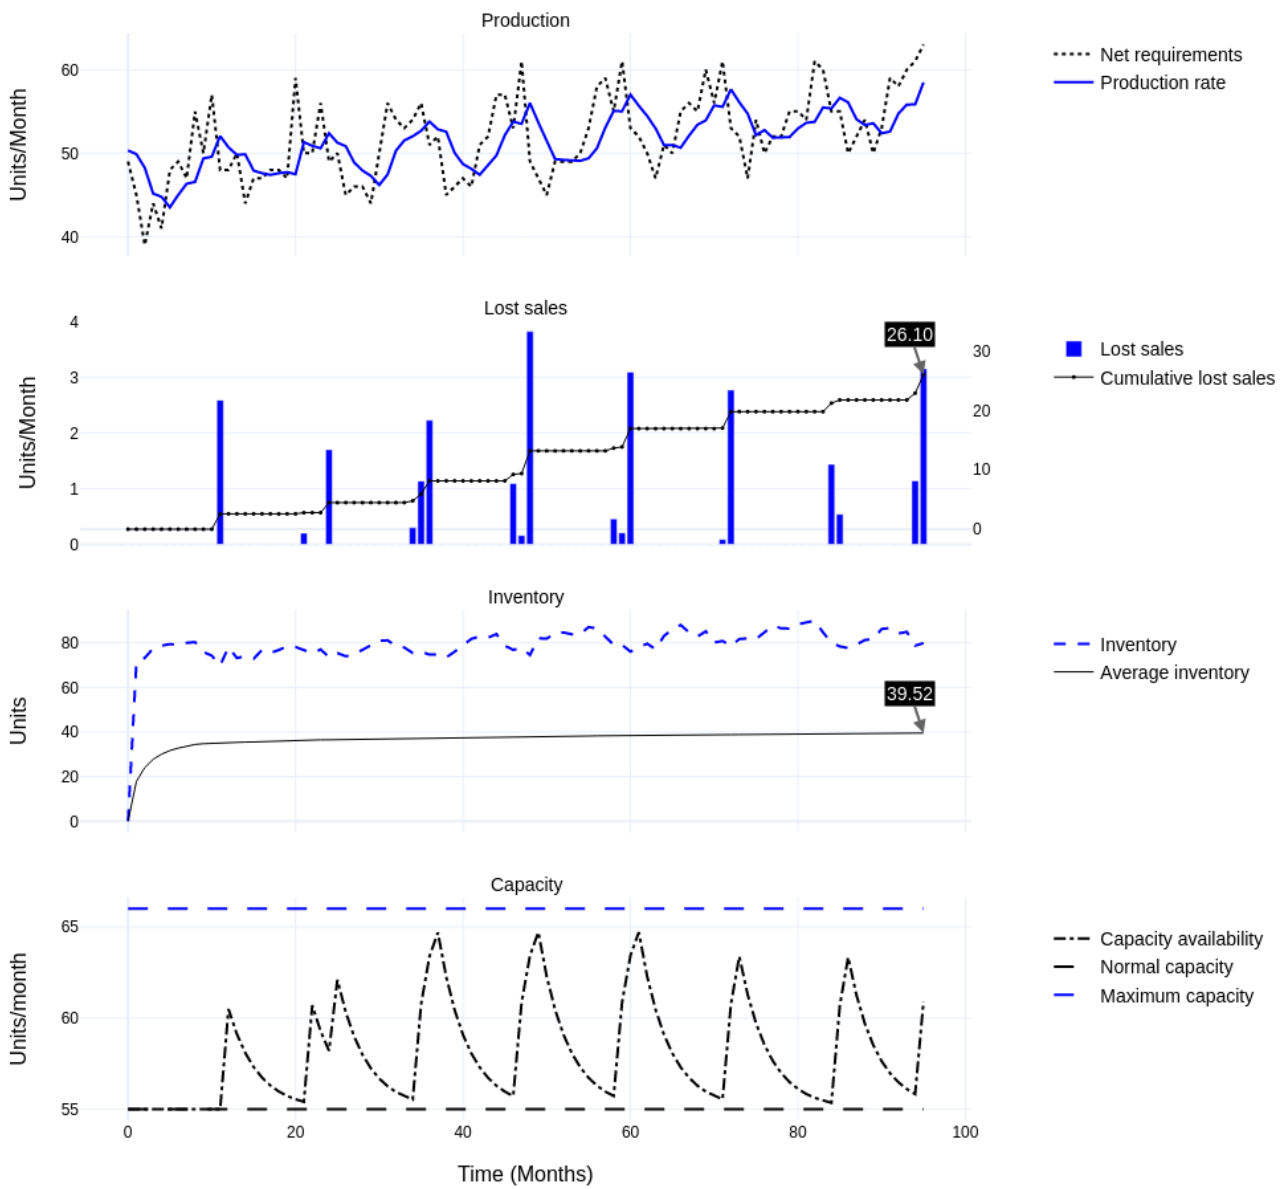 Production
Units/Month
60
50
40
Net requirements
Production rate
Lost sales
Units/Month
4
3
2
1
0
26.10
30
20
10
0
Lost sales
Cumulative lost sales
Inventory
Units
80
60
40
20
0
39.52
Inventory
Average inventory
Capacity
Units/month
65
60
55
Capacity availability
Normal capacity
Maximum capacity
0 20 40 60 80 100
Time (Months)